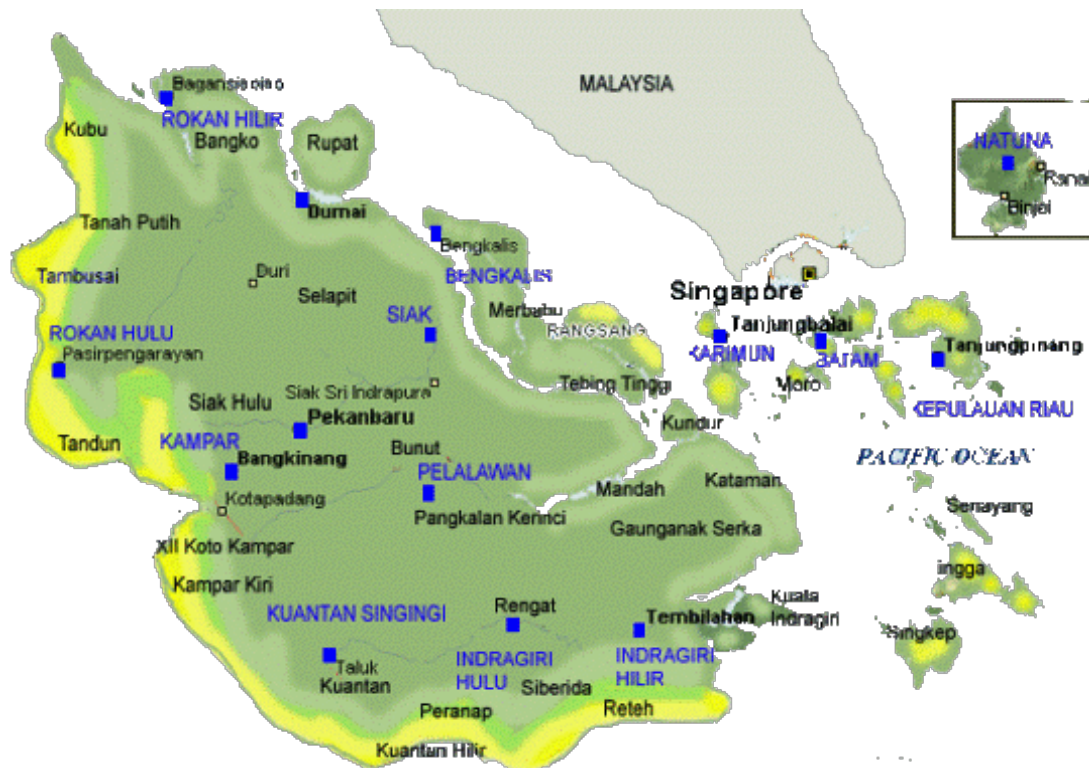 MALAYSIA
ROKAN HILIR
Bangko
Rupat
Kubu
NATUNA
Ranai
Binjai
Dumai
Tanah Putih
Bengkalis
BENGKALIS
Tambusai
Duri
Selapit
Singapore
Merbabu
SIAK
RANGSANG
Tanjungbalai
KARIMUN
BATAM
Tanjungpinang
ROKAN HULU
Pasirpengarayan
Tebing Tinggi
Moro
Siak Sri Indrapura
Siak Hulu
KEPULAUAN RIAU
Pekanbaru
Kundur
Tandun
KAMPAR
Bunut
PACIFIC OCEAN
Bangkinang
PELALAWAN
Mandah
Kataman
Kotapadang
Pangkalan Kerinci
Gaunganak Serka
Senayang
XII Koto Kampar
Kampar Kiri
ingga
KUANTAN SINGINGI
Rengat
Tembilahan
Kuala
Indragiri
Singkep
Taluk
Kuantan
INDRAGIRI
HULU
INDRAGIRI
HILIR
Siberida
Peranap
Reteh
Kuantan Hilir